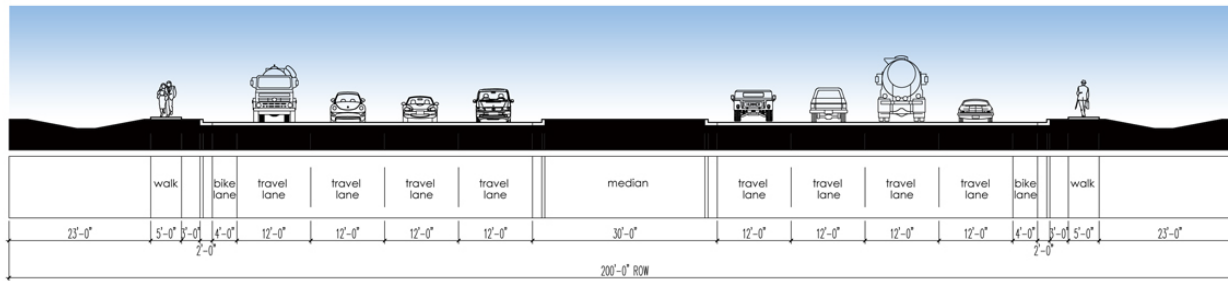 walk
bike
lane
travel
lane
travel
lane
travel
lane
travel
lane
median
travel
lane
travel
lane
travel
lane
travel
lane
bike
lane
walk
23'-0" 5'-0" 3'-0" 4'-0" 12'-0" 12'-0" 12'-0" 12'-0" 30'-0" 12'-0" 12'-0" 12'-0" 12'-0" 4'-0" 3'-0" 5'-0" 23'-0"
2'-0" 2'-0"
200'-0" ROW